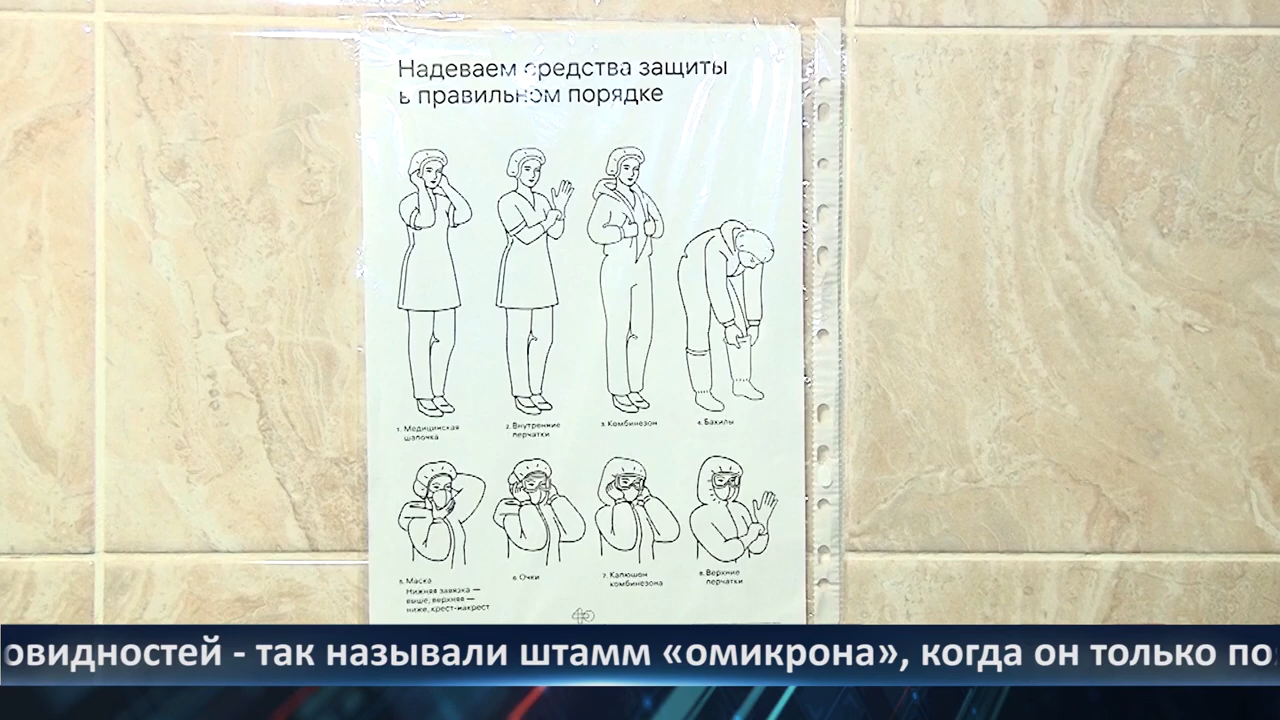 Надеваем средства защиты
в правильном порядке
1. Медицинская
шапочка
2. Внутренние
перчатки
3. Комбинезон
4. Бахилы
5. Маска
Нижняя завязка —
выше, верхняя —
ниже, крест-накрест
6. Очки
7. Капюшон
комбинезона
8. Верхние
перчатки
овидностей - так называли штамм «омикрона», когда он только по